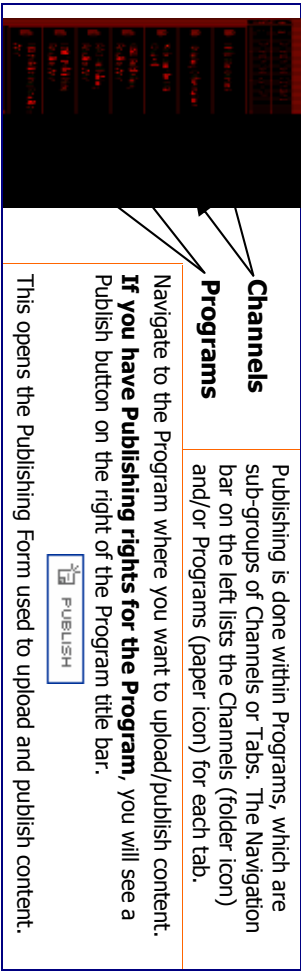 Channels
Programs
Publishing is done within Programs, which are
sub-groups of Channels or Tabs. The Navigation
bar on the left lists the Channels (folder icon)
and/or Programs (paper icon) for each tab.
Navigate to the Program where you want to upload/publish content.
If you have Publishing rights for the Program, you will see a
Publish button on the right of the Program title bar.
PUBLISH
This opens the Publishing Form used to upload and publish content.